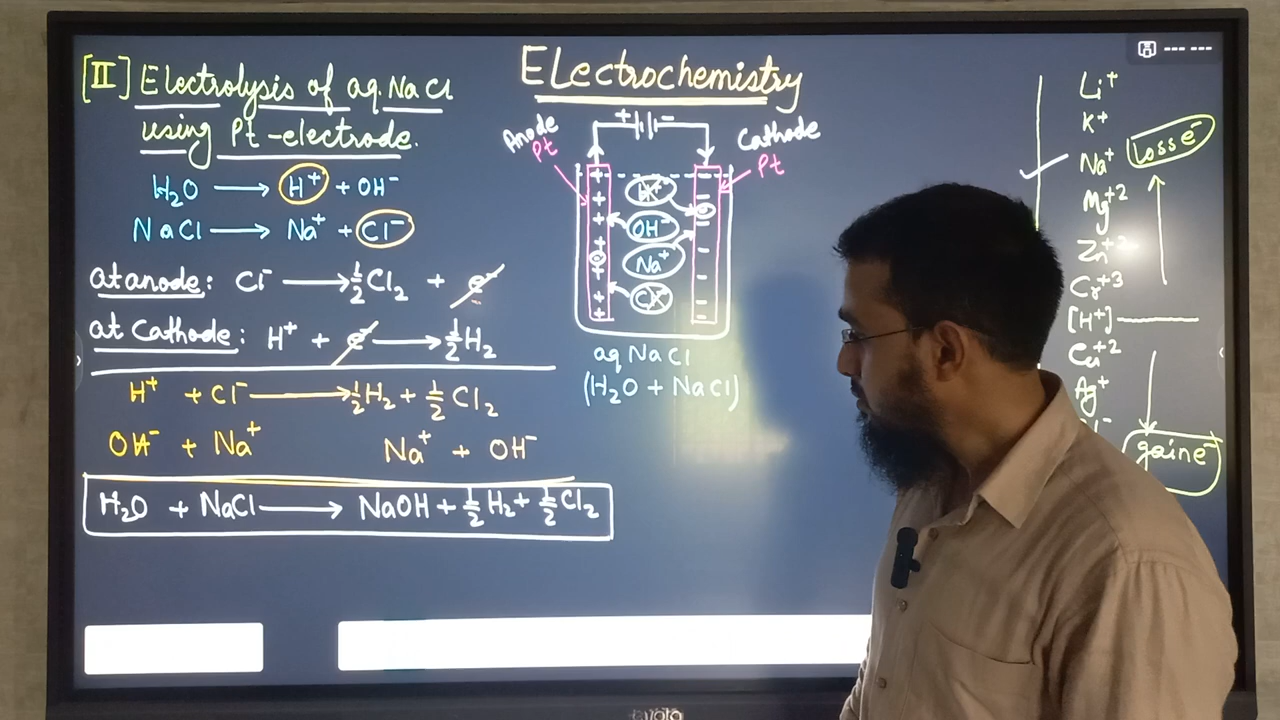 ELectrochemistry
[II] Electrolysis of aq. NaCl
using Pt-electrode.
H₂O ⟶ H⁺ + OH⁻
NaCl ⟶ Na⁺ + Cl⁻
at anode: Cl⁻ ⟶ ½Cl₂ + e⁻
at Cathode: H⁺ + e⁻ ⟶ ½H₂
H⁺ + Cl⁻ ⟶ ½H₂ + ½Cl₂
OH⁻ + Na⁺ Na⁺ + OH⁻
H₂O + NaCl ⟶ NaOH + ½H₂ + ½Cl₂
+ -
Anode
Pt
Cathode
Pt
H⁺
OH⁻
Na⁺
Cl⁻
aq NaCl
(H₂O + NaCl)
Li⁺
K⁺
Na⁺
Mg⁺²
Zn⁺²
Cr⁺³
[H⁺]
Cu⁺²
Ag⁺
loss e⁻
gain e⁻